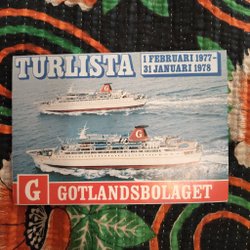 TURLISTA
1 FEBRUARI 1977–
31 JANUARI 1978
G GOTLANDSBOLAGET